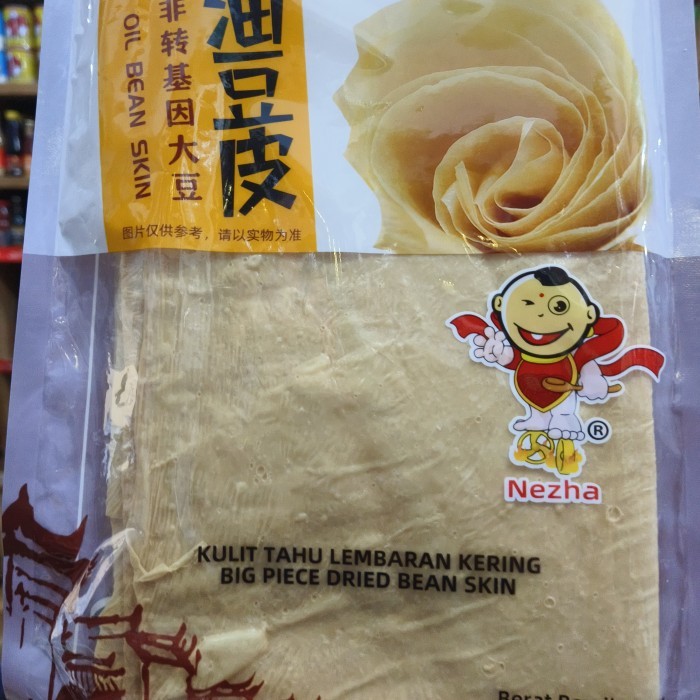 油豆皮
非转基因大豆
OIL BEAN SKIN
图片仅供参考，请以实物为准
®
Nezha
KULIT TAHU LEMBARAN KERING
BIG PIECE DRIED BEAN SKIN
Berat